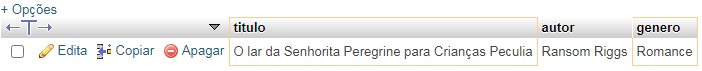 + Opções
titulo autor genero
Edita Copiar Apagar O lar da Senhorita Peregrine para Crianças Peculia Ransom Riggs Romance